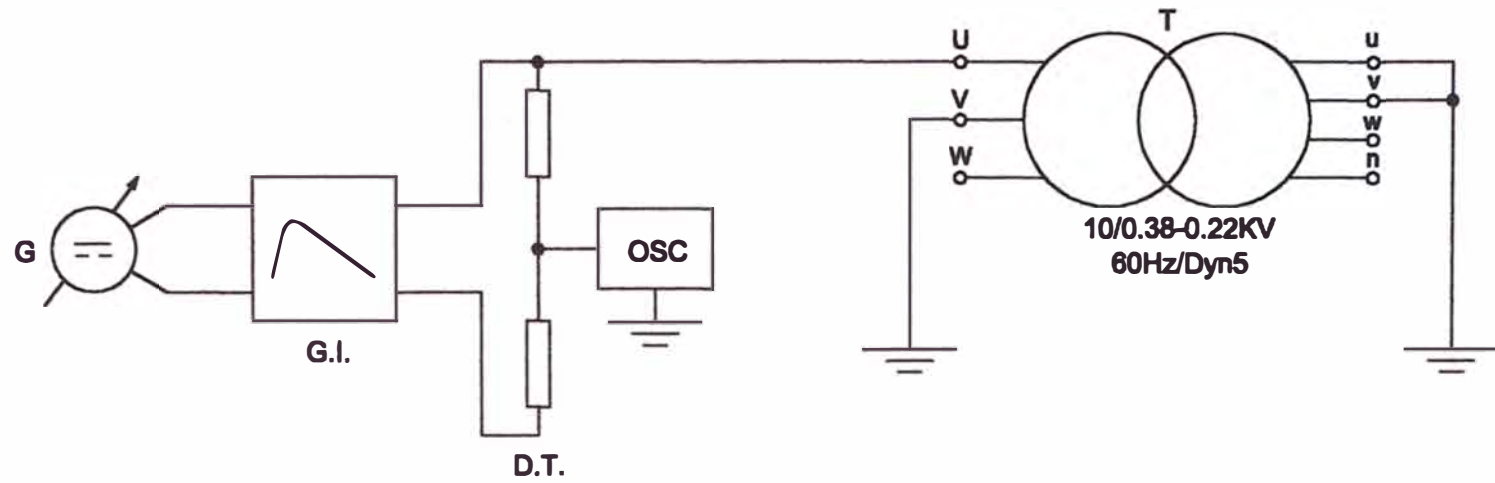 T
U
V
W
u
v
w
n
10/0.38-0.22KV
60Hz/Dyn5
G
G.I.
OSC
D.T.